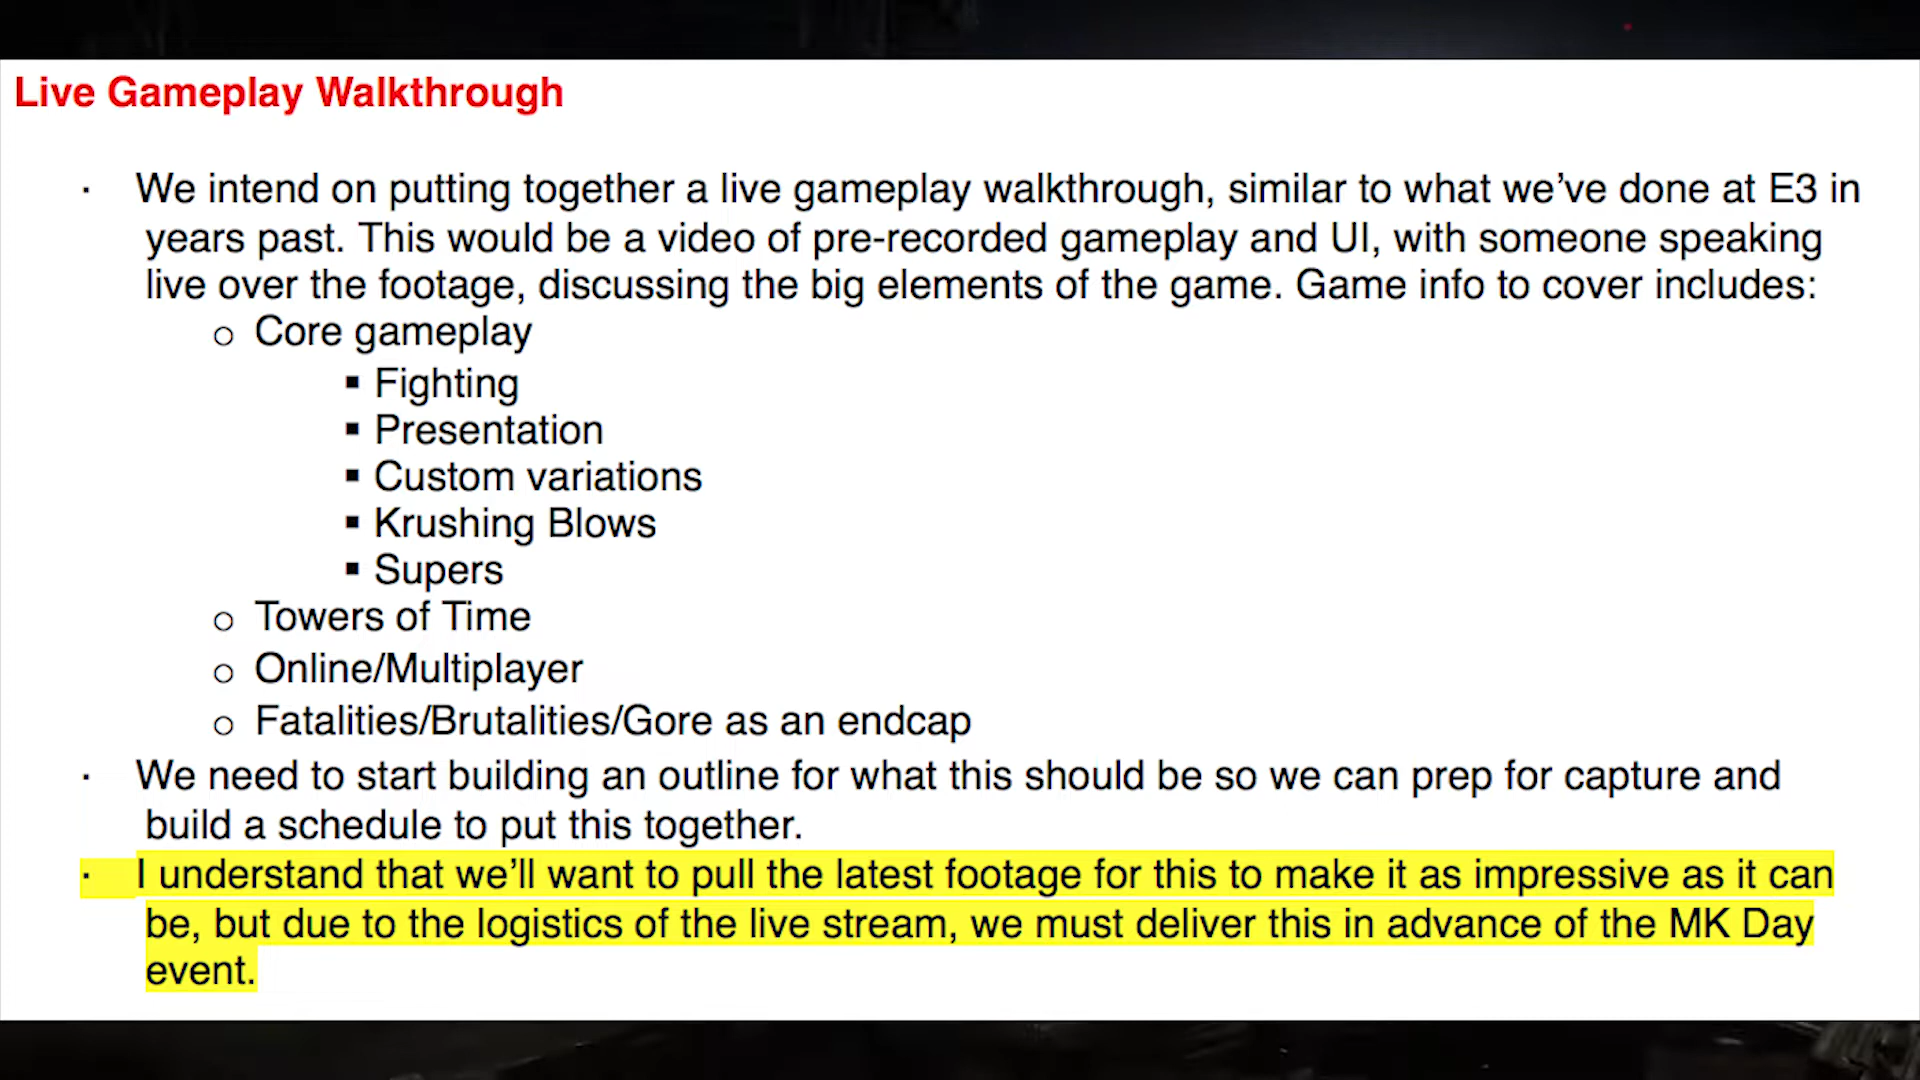 Live Gameplay Walkthrough
· We intend on putting together a live gameplay walkthrough, similar to what we’ve done at E3 in
years past. This would be a video of pre-recorded gameplay and UI, with someone speaking
live over the footage, discussing the big elements of the game. Game info to cover includes:
o Core gameplay
▪ Fighting
▪ Presentation
▪ Custom variations
▪ Krushing Blows
▪ Supers
o Towers of Time
o Online/Multiplayer
o Fatalities/Brutalities/Gore as an endcap
· We need to start building an outline for what this should be so we can prep for capture and
build a schedule to put this together.
· I understand that we’ll want to pull the latest footage for this to make it as impressive as it can
be, but due to the logistics of the live stream, we must deliver this in advance of the MK Day
event.